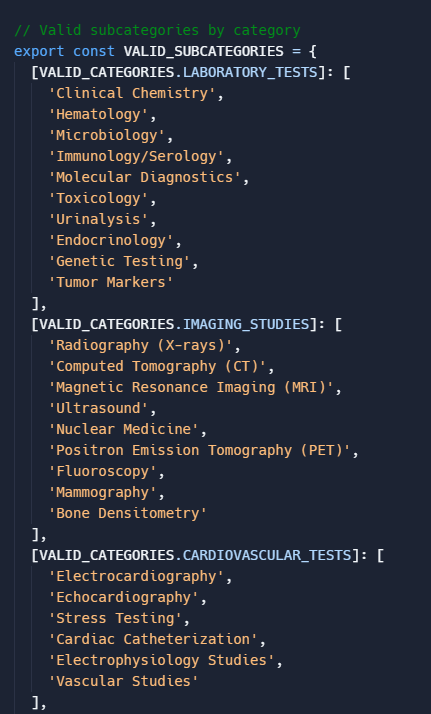 // Valid subcategories by category
export const VALID_SUBCATEGORIES = {
[VALID_CATEGORIES.LABORATORY_TESTS]: [
'Clinical Chemistry',
'Hematology',
'Microbiology',
'Immunology/Serology',
'Molecular Diagnostics',
'Toxicology',
'Urinalysis',
'Endocrinology',
'Genetic Testing',
'Tumor Markers'
],
[VALID_CATEGORIES.IMAGING_STUDIES]: [
'Radiography (X-rays)',
'Computed Tomography (CT)',
'Magnetic Resonance Imaging (MRI)',
'Ultrasound',
'Nuclear Medicine',
'Positron Emission Tomography (PET)',
'Fluoroscopy',
'Mammography',
'Bone Densitometry'
],
[VALID_CATEGORIES.CARDIOVASCULAR_TESTS]: [
'Electrocardiography',
'Echocardiography',
'Stress Testing',
'Cardiac Catheterization',
'Electrophysiology Studies',
'Vascular Studies'
],